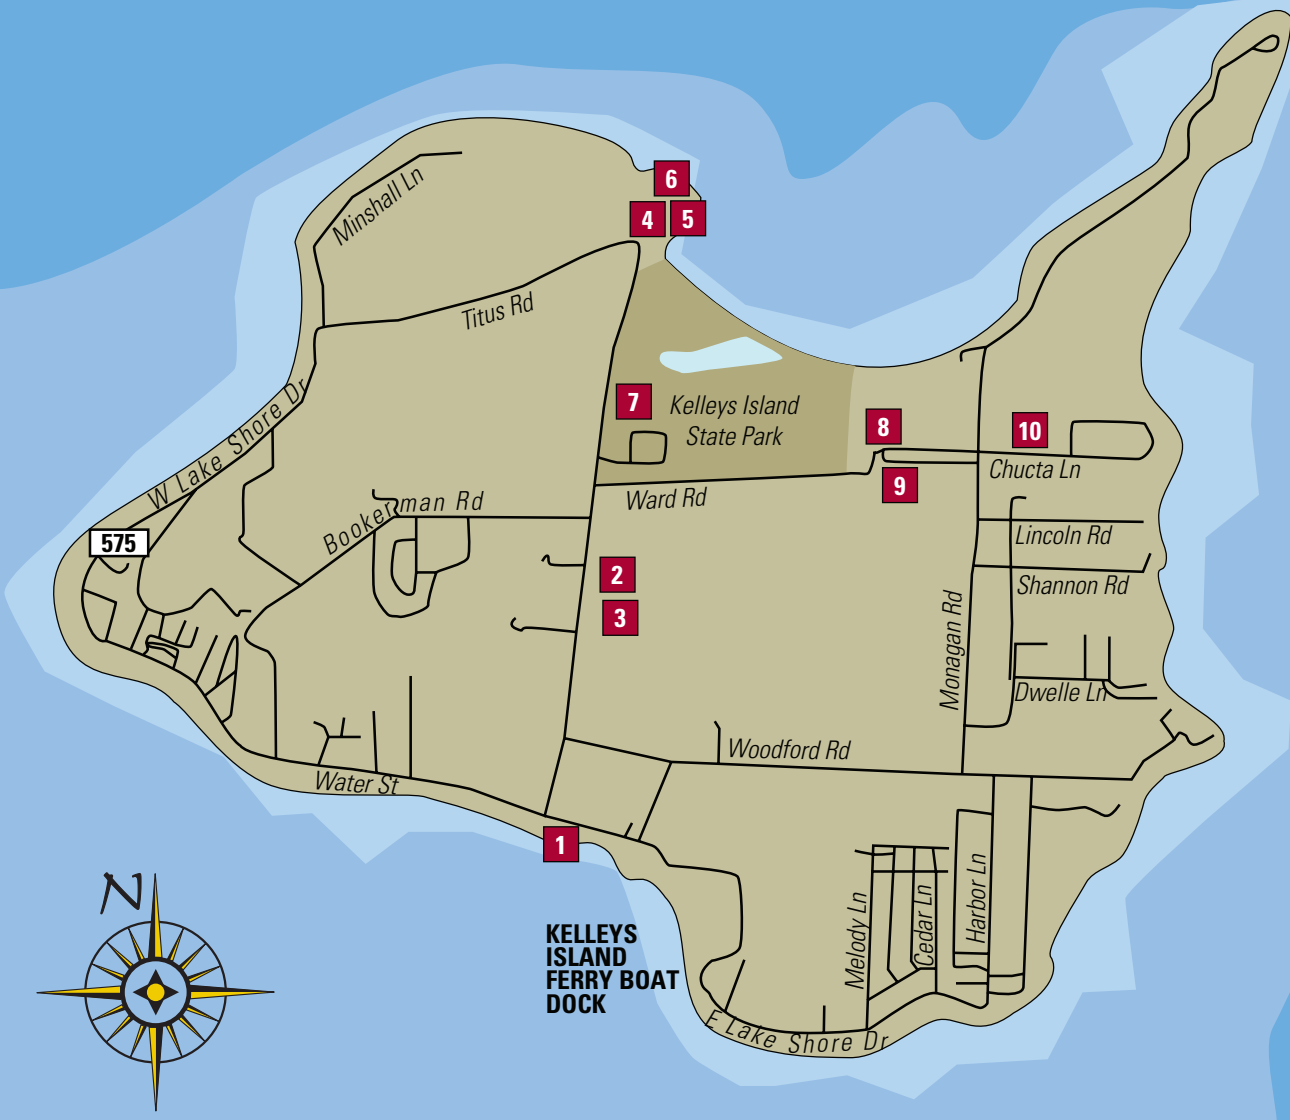 6
4
5
Minshall Ln
Titus Rd
7
Kelleys Island
State Park
W Lake Shore Dr
8
10
Chucta Ln
9
Ward Rd
Bookerman Rd
575
Lincoln Rd
2
Shannon Rd
3
Monagan Rd
Dwelle Ln
Woodford Rd
Water St
1
N
Melody Ln
Cedar Ln
Harbor Ln
KELLEYS
ISLAND
FERRY BOAT
DOCK
E Lake Shore Dr